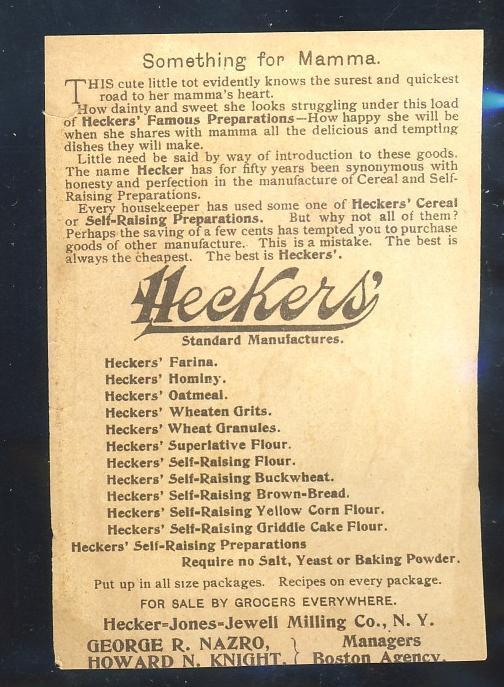 Something for Mamma.
THIS cute little tot evidently knows the surest and quickest
road to her mamma's heart.
How dainty and sweet she looks struggling under this load
of Heckers' Famous Preparations—How happy she will be
when she shares with mamma all the delicious and tempting
dishes they will make.
Little need be said by way of introduction to these goods.
The name Hecker has for fifty years been synonymous with
honesty and perfection in the manufacture of Cereal and Self-
Raising Preparations.
Every housekeeper has used some one of Heckers' Cereal
or Self-Raising Preparations. But why not all of them?
Perhaps the saving of a few cents has tempted you to purchase
goods of other manufacture. This is a mistake. The best is
always the cheapest. The best is Heckers'.
Heckers'
Standard Manufactures.
Heckers' Farina.
Heckers' Hominy.
Heckers' Oatmeal.
Heckers' Wheaten Grits.
Heckers' Wheat Granules.
Heckers' Superlative Flour.
Heckers' Self-Raising Flour.
Heckers' Self-Raising Buckwheat.
Heckers' Self-Raising Brown-Bread.
Heckers' Self-Raising Yellow Corn Flour.
Heckers' Self-Raising Griddle Cake Flour.
Heckers' Self-Raising Preparations
Require no Salt, Yeast or Baking Powder.
Put up in all size packages. Recipes on every package.
FOR SALE BY GROCERS EVERYWHERE.
Hecker-Jones-Jewell Milling Co., N. Y.
GEORGE R. NAZRO, } Managers
HOWARD N. KNIGHT, Boston Agency.